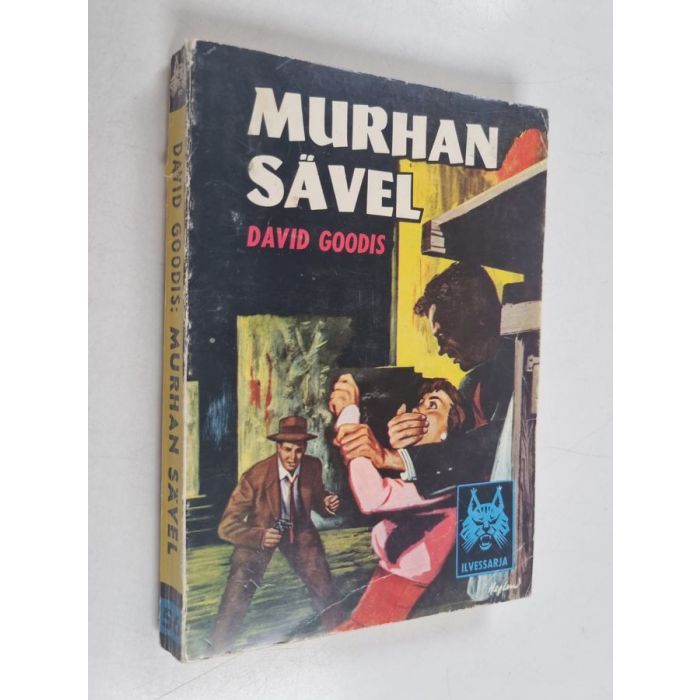 MURHAN
SÄVEL
DAVID GOODIS
DAVID GOODIS: MURHAN SÄVEL
ILVESSARJA